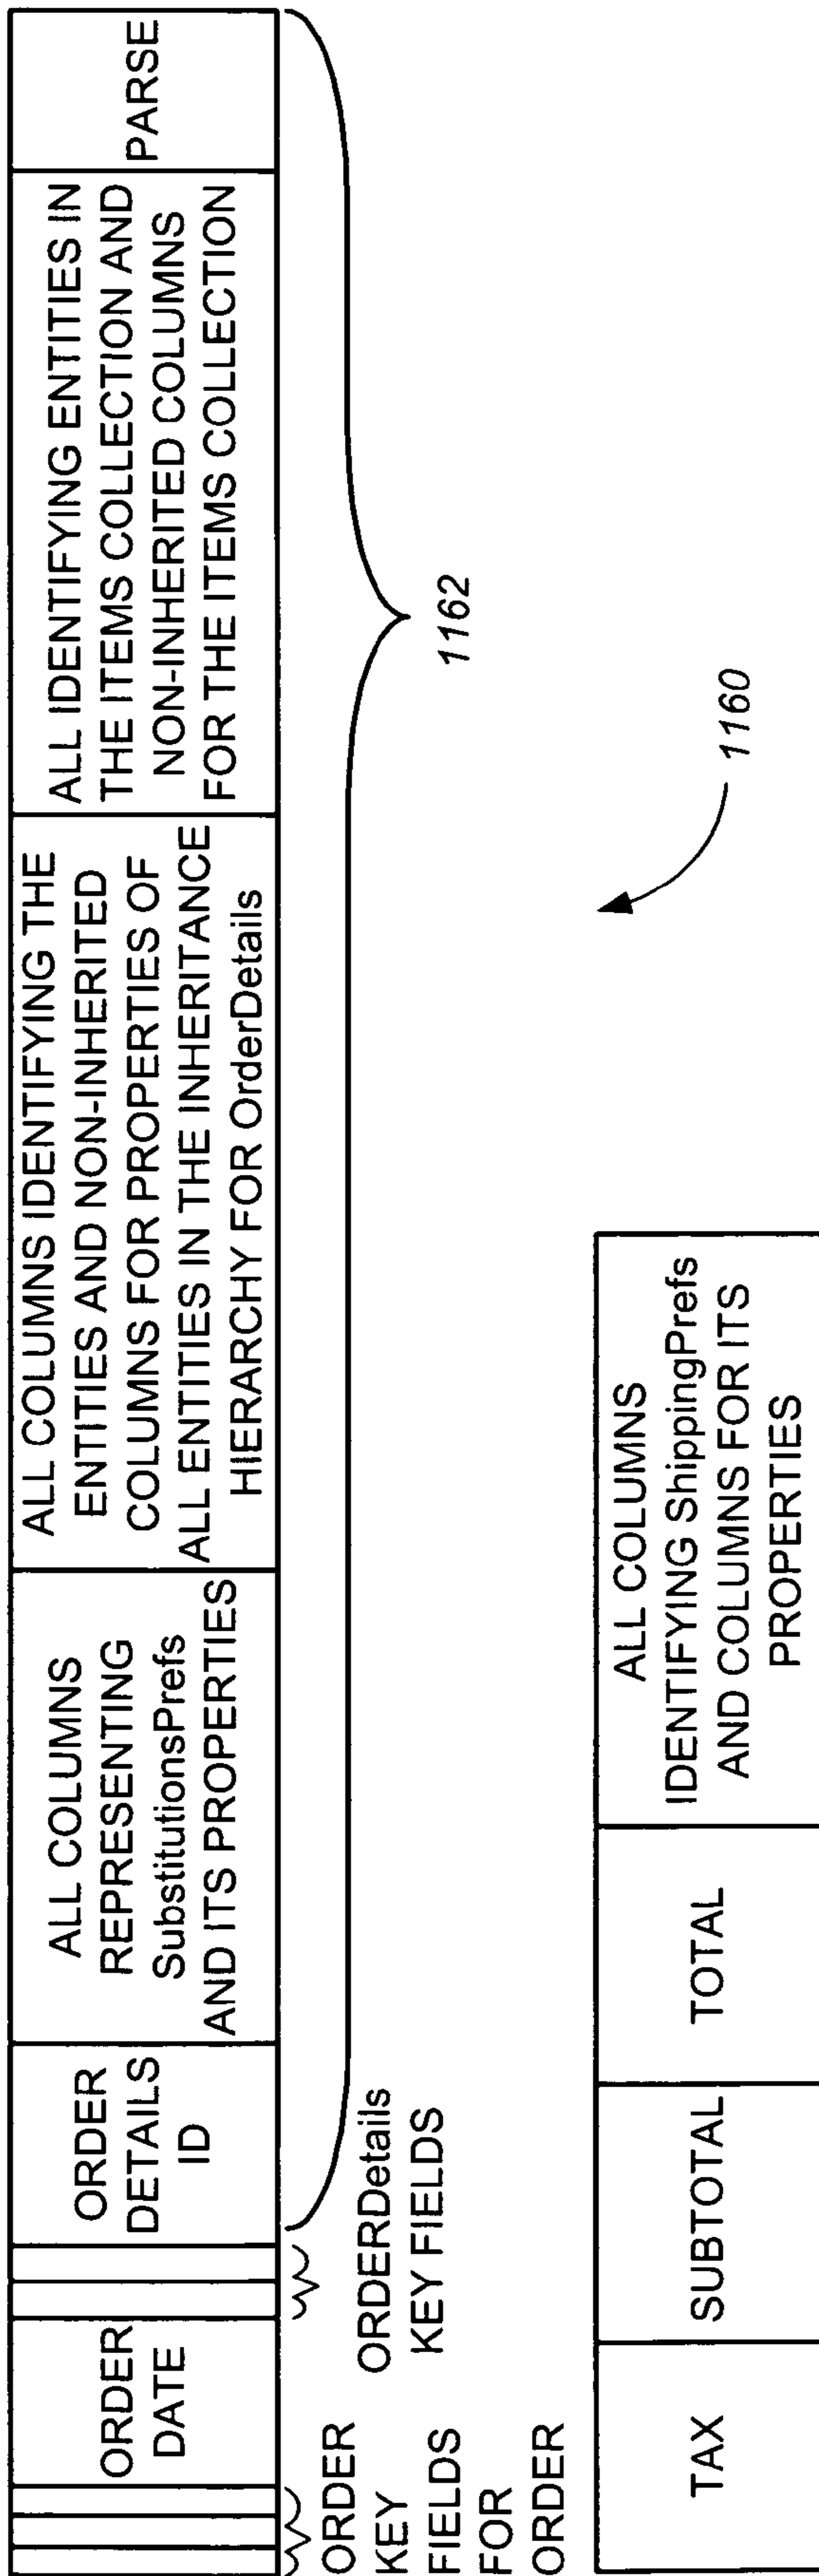 ORDER
DATE
ORDER
DETAILS
ID
ALL COLUMNS
REPRESENTING
SubstitutionsPrefs
AND ITS PROPERTIES
ALL COLUMNS IDENTIFYING THE
ENTITIES AND NON-INHERITED
COLUMNS FOR PROPERTIES OF
ALL ENTITIES IN THE INHERITANCE
HIERARCHY FOR OrderDetails
ALL IDENTIFYING ENTITIES IN
THE ITEMS COLLECTION AND
NON-INHERITED COLUMNS
FOR THE ITEMS COLLECTION
PARSE
ORDER
KEY
FIELDS
FOR
ORDER
ORDERDetails
KEY FIELDS
1162
1160
TAX
SUBTOTAL
TOTAL
ALL COLUMNS
IDENTIFYING ShippingPrefs
AND COLUMNS FOR ITS
PROPERTIES